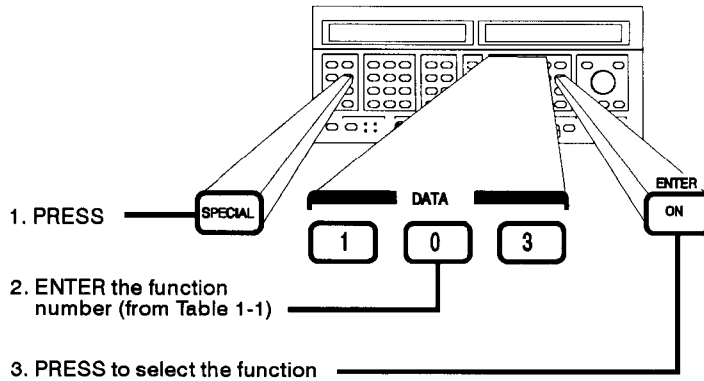 1. PRESS
SPECIAL
DATA
1 0 3
ENTER
ON
2. ENTER the function
number (from Table 1-1)
3. PRESS to select the function